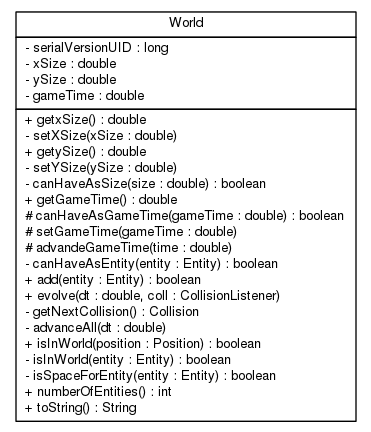 World
- serialVersionUID : long
- xSize : double
- ySize : double
- gameTime : double
+ getxSize() : double
- setXSize(xSize : double)
+ getySize() : double
- setYSize(ySize : double)
- canHaveAsSize(size : double) : boolean
+ getGameTime() : double
# canHaveAsGameTime(gameTime : double) : boolean
# setGameTime(gameTime : double)
# advandeGameTime(time : double)
- canHaveAsEntity(entity : Entity) : boolean
+ add(entity : Entity) : boolean
+ evolve(dt : double, coll : CollisionListener)
- getNextCollision() : Collision
- advanceAll(dt : double)
+ isInWorld(position : Position) : boolean
- isInWorld(entity : Entity) : boolean
- isSpaceForEntity(entity : Entity) : boolean
+ numberOfEntities() : int
+ toString() : String